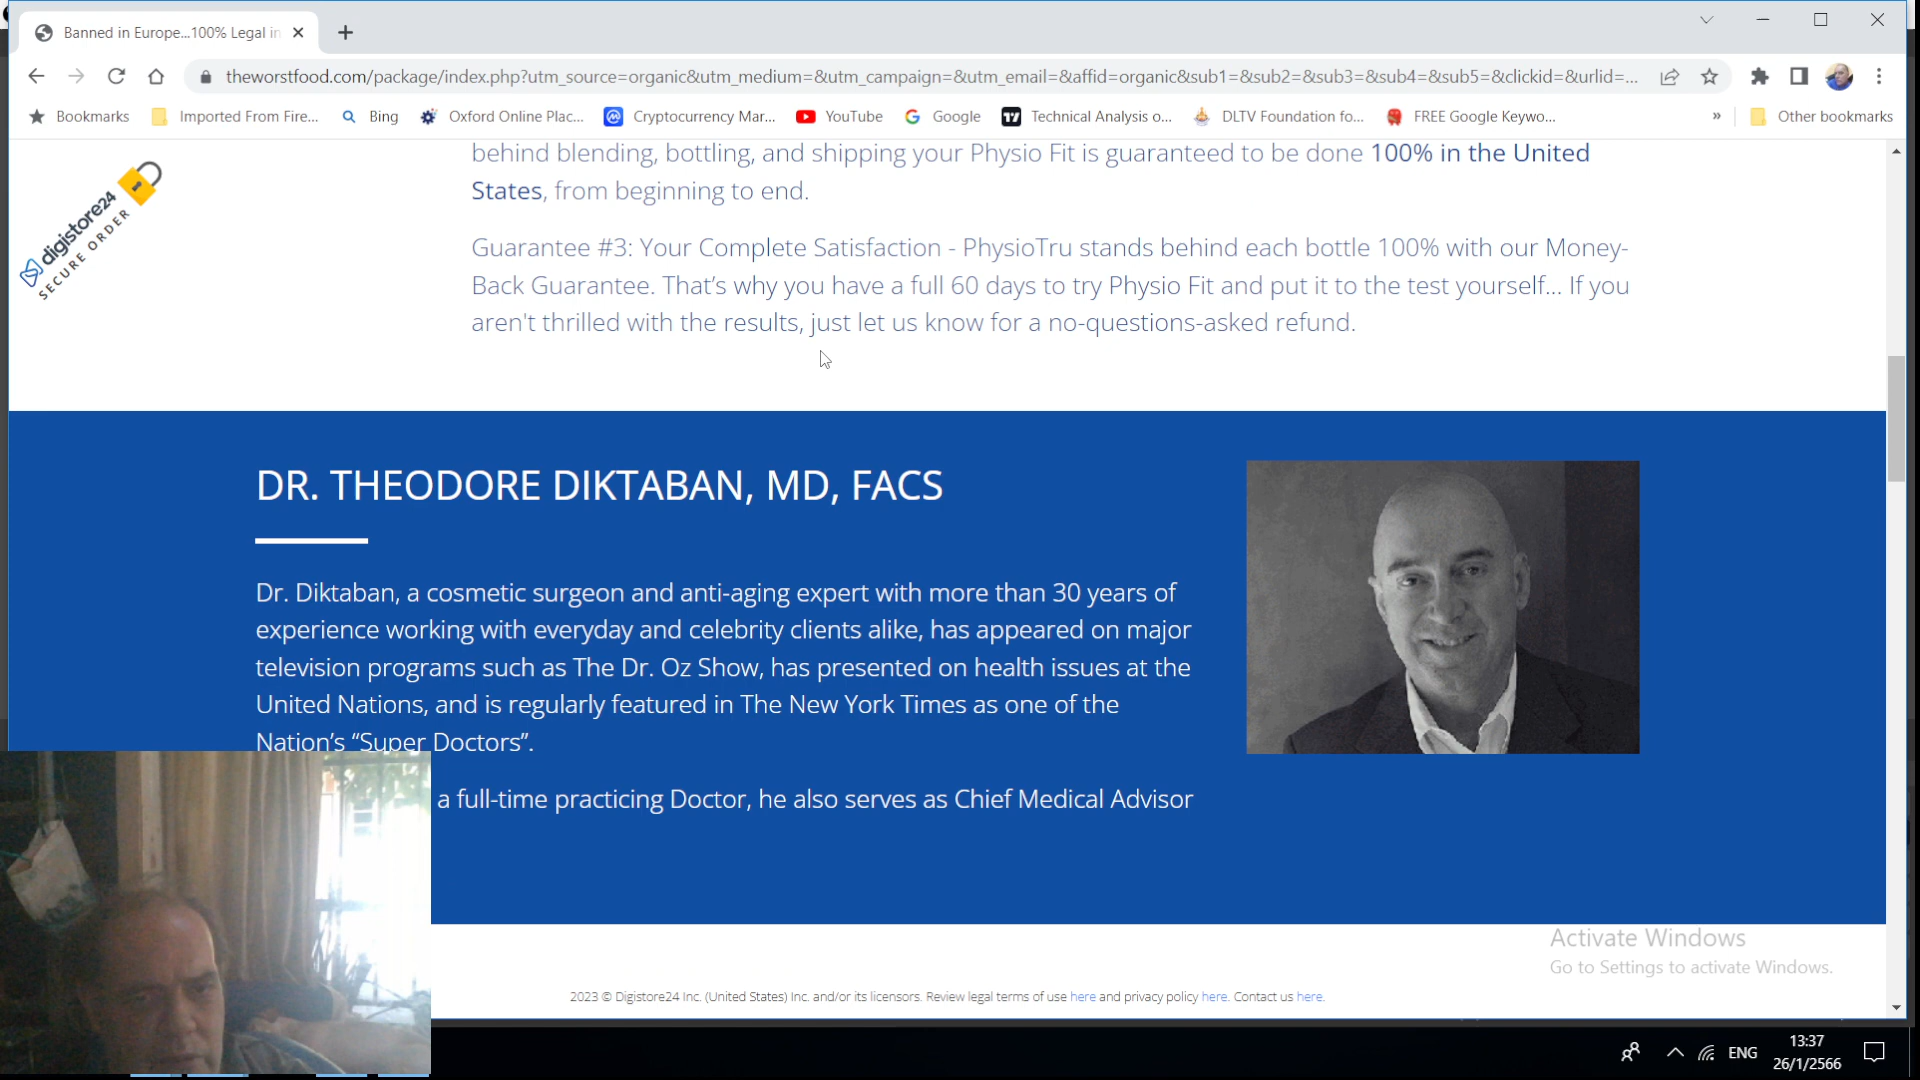 Banned in Europe...100% Legal in
theworstfood.com/package/index.php?utm_source=organic&utm_medium=&utm_campaign=&utm_email=&affid=organic&sub1=&sub2=&sub3=&sub4=&sub5=&clickid=&urlid=...
Bookmarks Imported From Fire... Bing Oxford Online Plac... Cryptocurrency Mar... YouTube Google Technical Analysis o... DLTV Foundation fo... FREE Google Keywo... » Other bookmarks
digistore24
SECURE ORDER
behind blending, bottling, and shipping your Physio Fit is guaranteed to be done 100% in the United
States, from beginning to end.
Guarantee #3: Your Complete Satisfaction - PhysioTru stands behind each bottle 100% with our Money-
Back Guarantee. That’s why you have a full 60 days to try Physio Fit and put it to the test yourself... If you
aren't thrilled with the results, just let us know for a no-questions-asked refund.
DR. THEODORE DIKTABAN, MD, FACS
Dr. Diktaban, a cosmetic surgeon and anti-aging expert with more than 30 years of
experience working with everyday and celebrity clients alike, has appeared on major
television programs such as The Dr. Oz Show, has presented on health issues at the
United Nations, and is regularly featured in The New York Times as one of the
Nation’s “Super Doctors”.
a full-time practicing Doctor, he also serves as Chief Medical Advisor
Activate Windows
Go to Settings to activate Windows.
2023 © Digistore24 Inc. (United States) Inc. and/or its licensors. Review legal terms of use here and privacy policy here. Contact us here.
ENG
13:37
26/1/2566